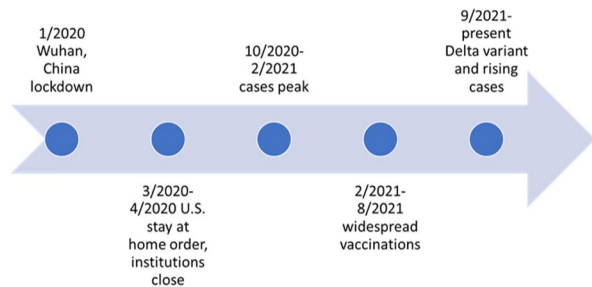 1/2020
Wuhan,
China
lockdown
3/2020-
4/2020 U.S.
stay at
home order,
institutions
close
10/2020-
2/2021
cases peak
2/2021-
8/2021
widespread
vaccinations
9/2021-
present
Delta variant
and rising
cases